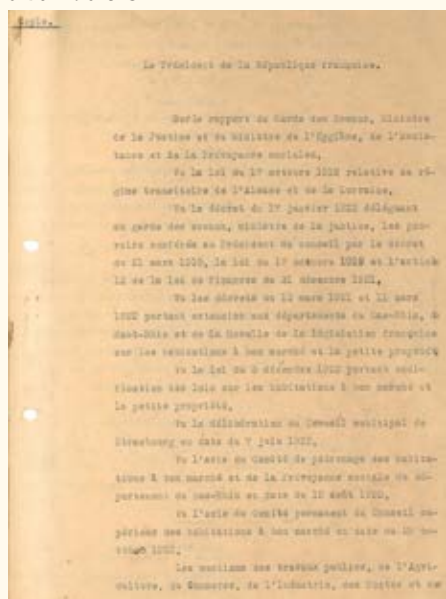 Copie.
Le Président de la République française.
Sur le rapport du Garde des Sceaux, Ministre
de la Justice et du Ministre de l'Hygiène, de l'Assis-
tance et de la Prévoyance sociales,
Vu la loi du 17 octobre 1919 relative au ré-
gime transitoire de l'Alsace et de la Lorraine,
Vu le décret du 1er janvier 1922 déléguant
au garde des sceaux, ministre de la justice, les pou-
voirs conférés au Président du conseil par le décret
du 21 mars 1919, la loi du 17 octobre 1919 et l'article
12 de la loi de Finances du 31 décembre 1921,
Vu les décrets du 12 mars 1921 et 11 mars
1922 portant extension aux départements du Bas-Rhin, du
Haut-Rhin et de la Moselle de la législation française
sur les habitations à bon marché et la petite propriété
Vu la loi du 5 décembre 1922 portant codi-
fication des lois sur les habitations à bon marché et
la petite propriété,
Vu la délibération du Conseil municipal de
Strasbourg en date du 7 juin 1922,
Vu l'avis du Comité de patronage des habita-
tions à bon marché et de la Prévoyance sociale du dé-
partement du Bas-Rhin en date du août
Vu l'avis du Comité permanent du Conseil su-
périeur des habitations à bon marché en date du
Les sections des travaux publics, de l'Agri-
culture, du Commerce, de l'Industrie, des Postes et